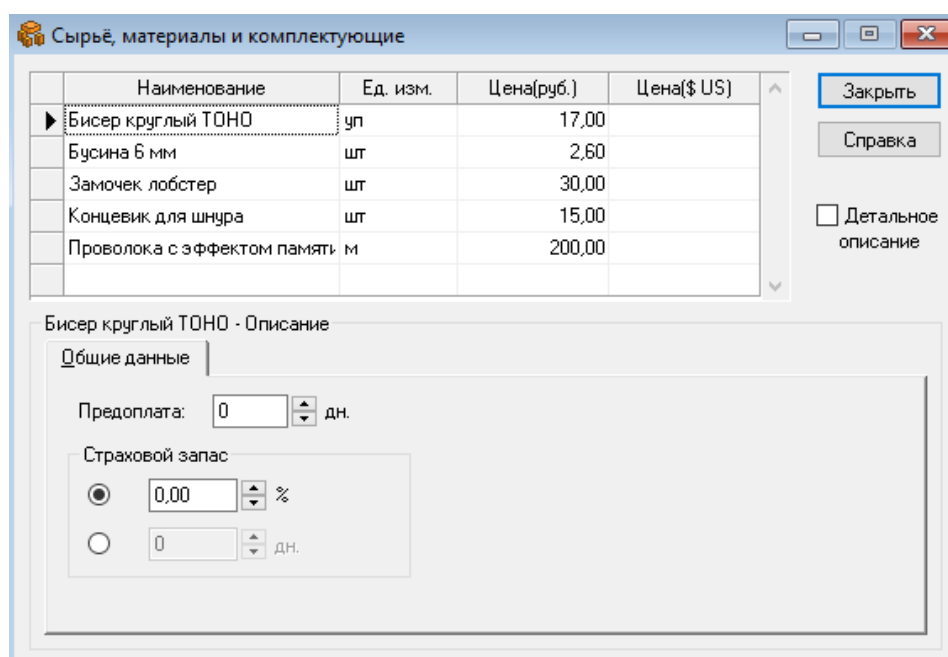 Сырьё, материалы и комплектующие
Наименование Ед. изм. Цена(руб.) Цена($ US)
Бисер круглый ТОНО уп 17,00
Бусина 6 мм шт 2,60
Замочек лобстер шт 30,00
Концевик для шнура шт 15,00
Проволока с эффектом памяти м 200,00
Закрыть
Справка
Детальное
описание
Бисер круглый ТОНО - Описание
Общие данные
Предоплата: 0 дн.
Страховой запас
0,00 %
0 дн.